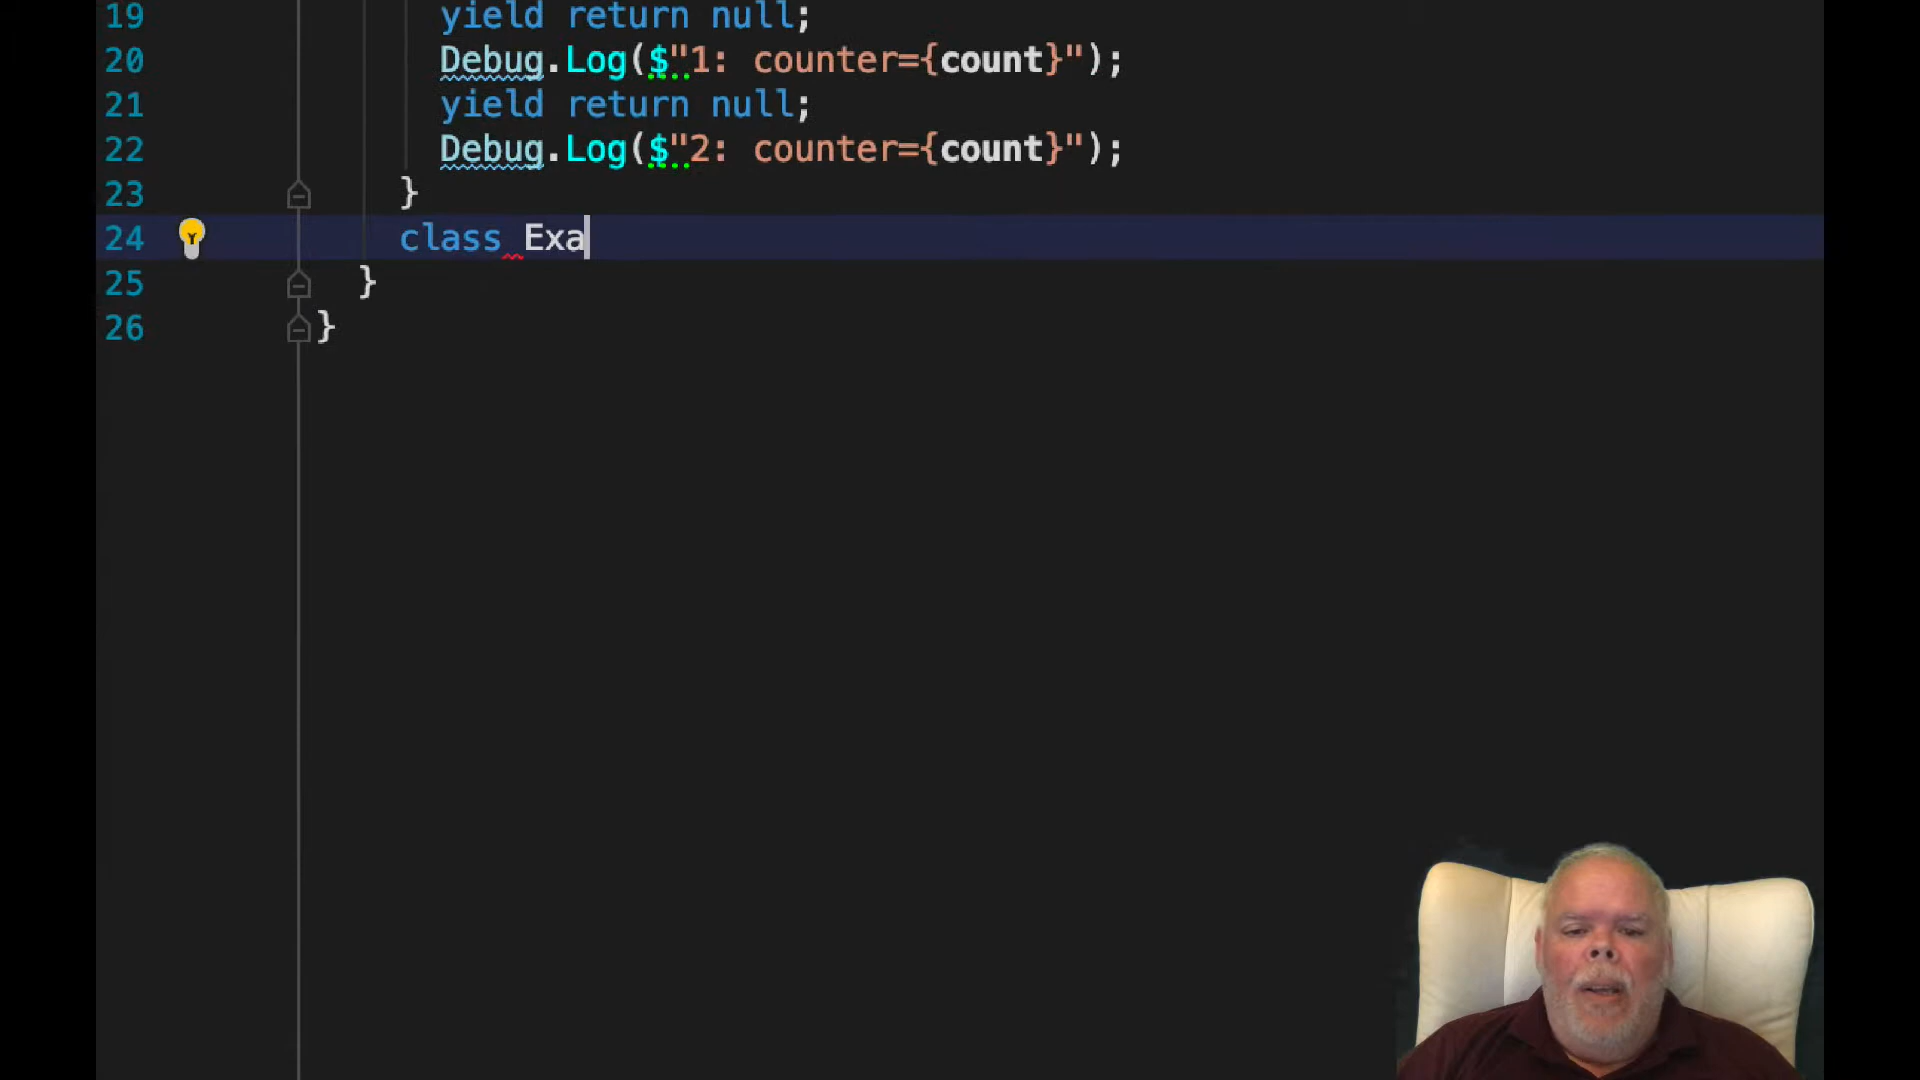 19 yield return null;
20 Debug.Log($"1: counter={count}");
21 yield return null;
22 Debug.Log($"2: counter={count}");
23 }
24 class Exa
25 }
26 }